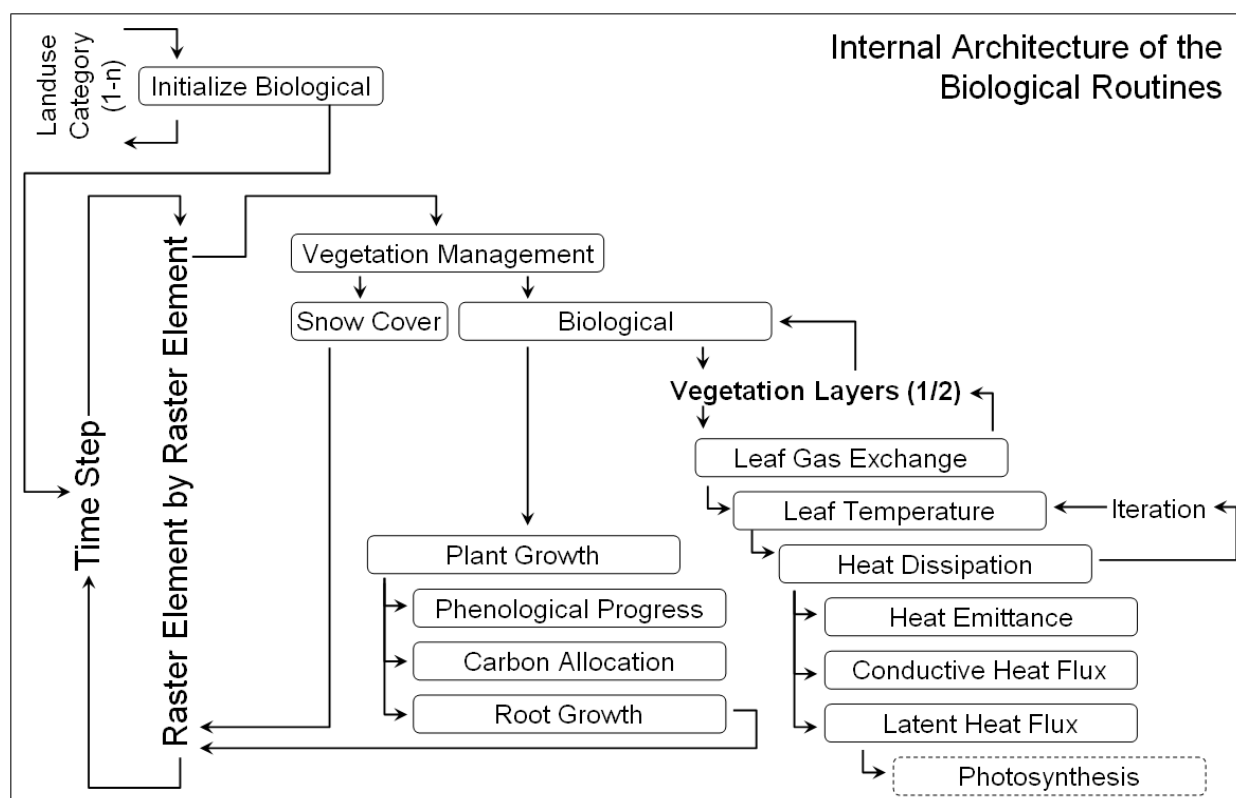 Internal Architecture of the
Biological Routines
Landuse
Category
(1-n)
Initialize Biological
Time Step
Raster Element by Raster Element
Vegetation Management
Snow Cover
Biological
Vegetation Layers (1/2)
Leaf Gas Exchange
Leaf Temperature
Iteration
Plant Growth
Heat Dissipation
Phenological Progress
Heat Emittance
Carbon Allocation
Conductive Heat Flux
Root Growth
Latent Heat Flux
Photosynthesis